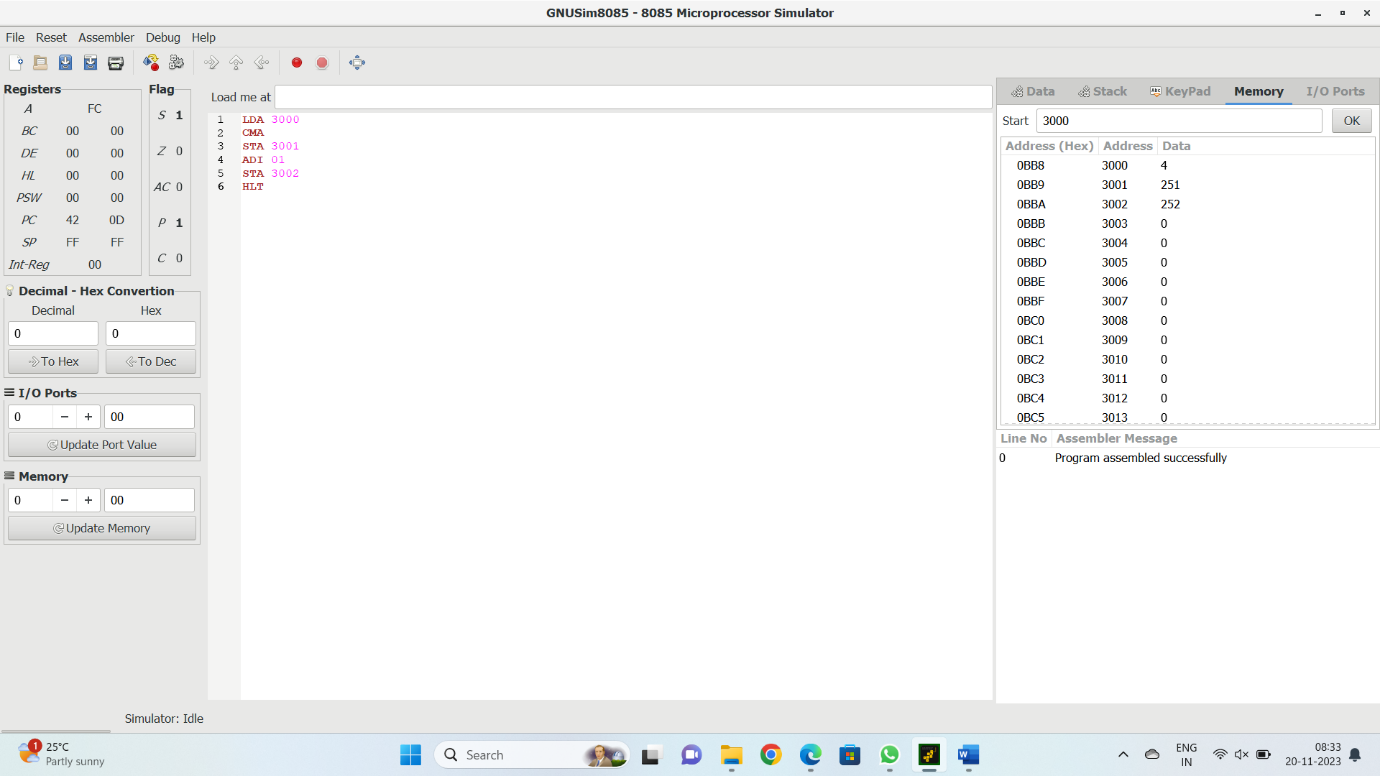 GNUSim8085 - 8085 Microprocessor Simulator
File Reset Assembler Debug Help
Registers
A FC
BC 00 00
DE 00 00
HL 00 00
PSW 00 00
PC 42 0D
SP FF FF
Int-Reg 00
Flag
S 1
Z 0
AC 0
P 1
C 0
Decimal - Hex Convertion
Decimal Hex
0 0
To Hex To Dec
I/O Ports
0 − + 00
Update Port Value
Memory
0 − + 00
Update Memory
Load me at
1 LDA 3000
2 CMA
3 STA 3001
4 ADI 01
5 STA 3002
6 HLT
Data Stack KeyPad Memory I/O Ports
Start 3000 OK
Address (Hex) Address Data
0BB8 3000 4
0BB9 3001 251
0BBA 3002 252
0BBB 3003 0
0BBC 3004 0
0BBD 3005 0
0BBE 3006 0
0BBF 3007 0
0BC0 3008 0
0BC1 3009 0
0BC2 3010 0
0BC3 3011 0
0BC4 3012 0
0BC5 3013 0
Line No Assembler Message
0 Program assembled successfully
Simulator: Idle
1
25°C
Partly sunny
Search
ENG
IN
08:33
20-11-2023